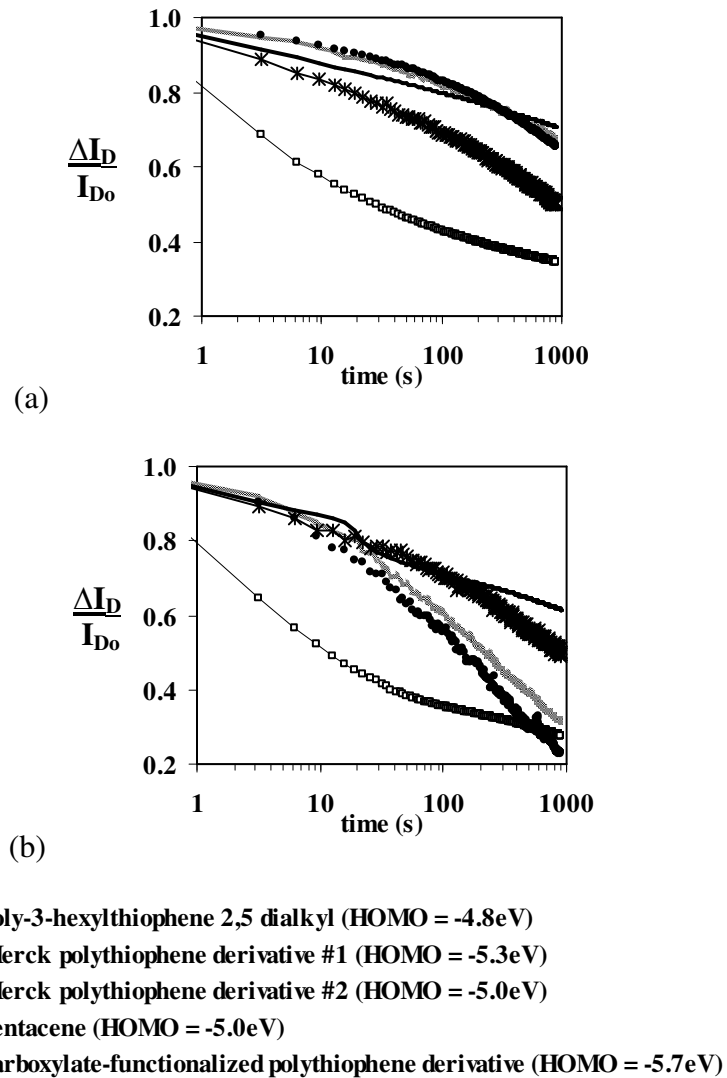 1.0
0.8
0.6
0.4
0.2
ΔI_D
I_Do
1 10 100 1000
time (s)
(a)
1.0
0.8
0.6
0.4
0.2
ΔI_D
I_Do
1 10 100 1000
time (s)
(b)
oly-3-hexylthiophene 2,5 dialkyl (HOMO = -4.8eV)
erck polythiophene derivative #1 (HOMO = -5.3eV)
erck polythiophene derivative #2 (HOMO = -5.0eV)
entacene (HOMO = -5.0eV)
arboxylate-functionalized polythiophene derivative (HOMO = -5.7eV)